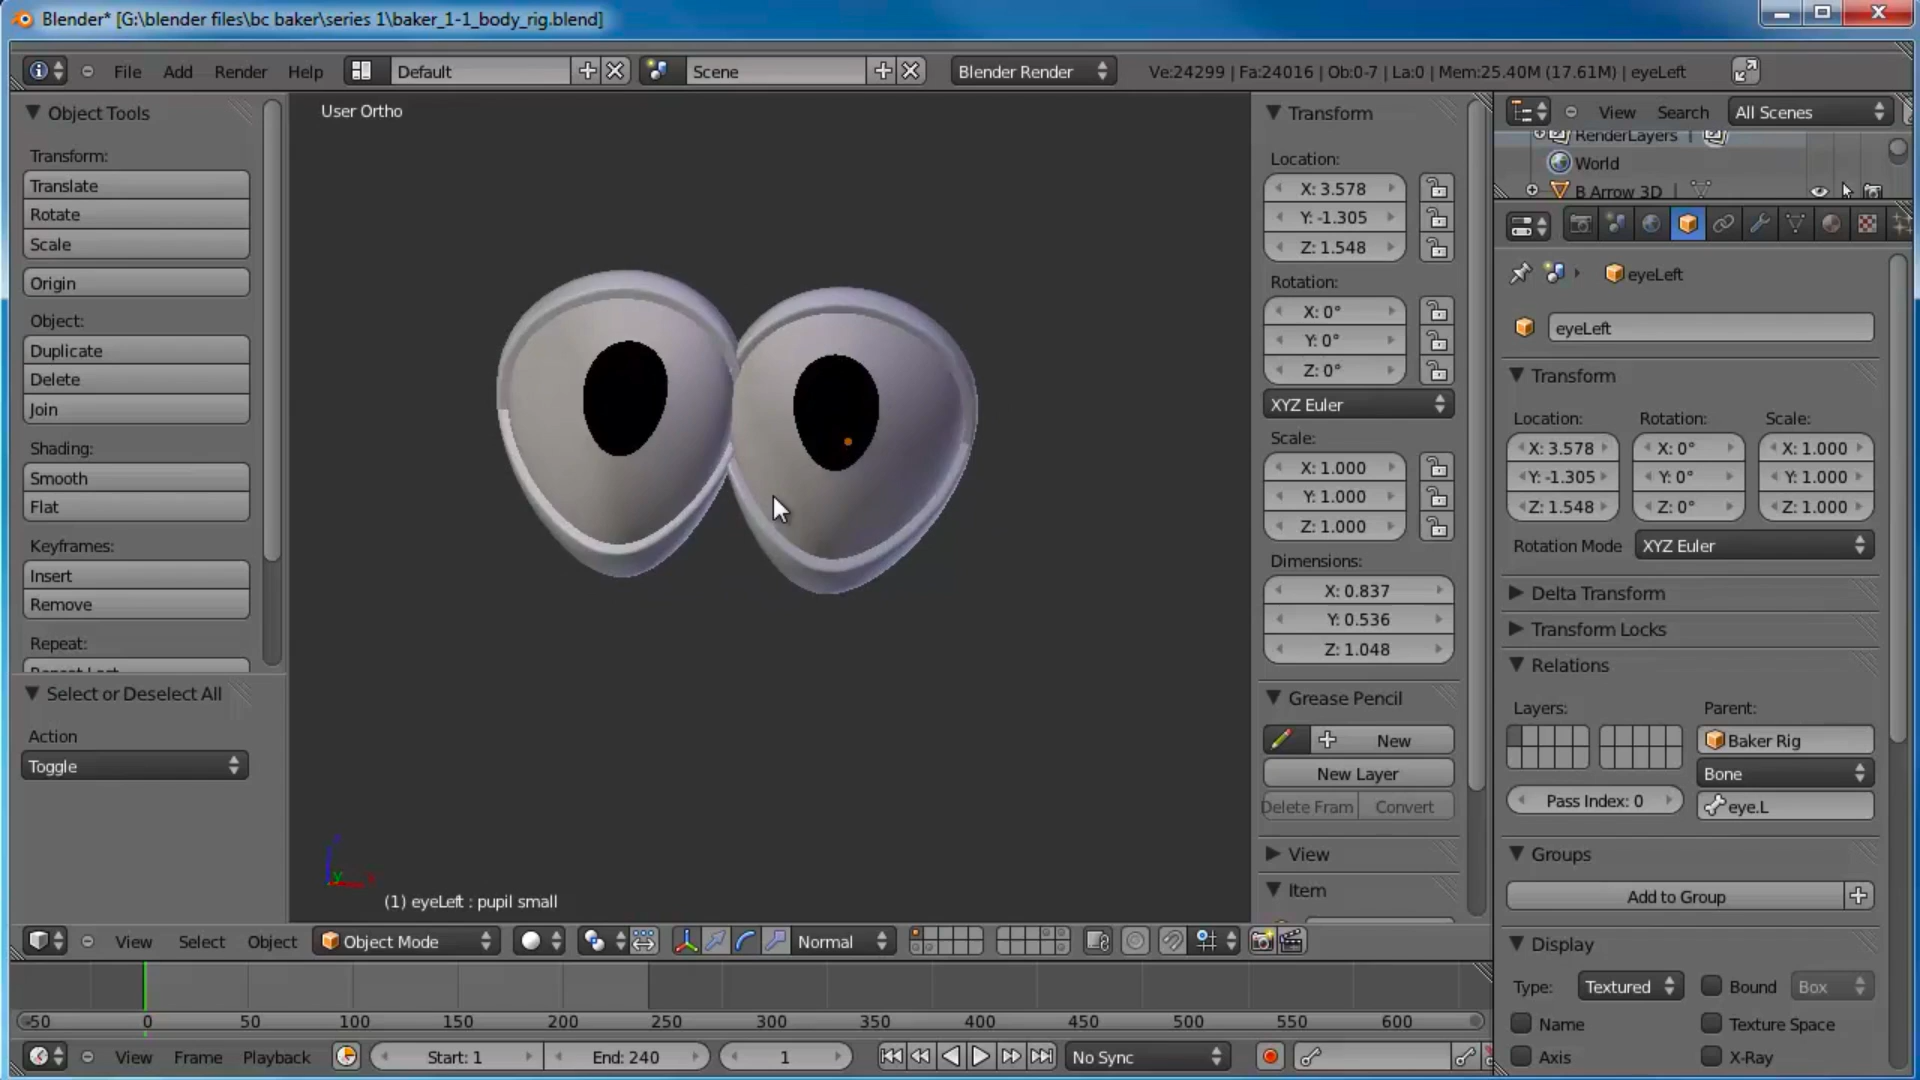 Blender* [G:\blender files\bc baker\series 1\baker_1-1_body_rig.blend]
File Add Render Help Default Scene Blender Render Ve:24299 | Fa:24016 | Ob:0-7 | La:0 | Mem:25.40M (17.61M) | eyeLeft
Object Tools
Transform:
Translate
Rotate
Scale
Origin
Object:
Duplicate
Delete
Join
Shading:
Smooth
Flat
Keyframes:
Insert
Remove
Repeat:
Repeat Last
Select or Deselect All
Action
Toggle
User Ortho
(1) eyeLeft : pupil small
Transform
Location:
X: 3.578
Y: -1.305
Z: 1.548
Rotation:
X: 0°
Y: 0°
Z: 0°
XYZ Euler
Scale:
X: 1.000
Y: 1.000
Z: 1.000
Dimensions:
X: 0.837
Y: 0.536
Z: 1.048
Grease Pencil
New
New Layer
Delete Fram Convert
View
Item
View Search All Scenes
RenderLayers
World
B Arrow 3D
eyeLeft
eyeLeft
Transform
Location: Rotation: Scale:
X: 3.578 X: 0° X: 1.000
Y: -1.305 Y: 0° Y: 1.000
Z: 1.548 Z: 0° Z: 1.000
Rotation Mode XYZ Euler
Delta Transform
Transform Locks
Relations
Layers: Parent:
Baker Rig
Bone
Pass Index: 0 eye.L
Groups
Add to Group
Display
Type: Textured Bound Box
Name Texture Space
Axis X-Ray
View Select Object Object Mode Normal
-50 0 50 100 150 200 250 300 350 400 450 500 550 600
View Frame Playback Start: 1 End: 240 1 No Sync